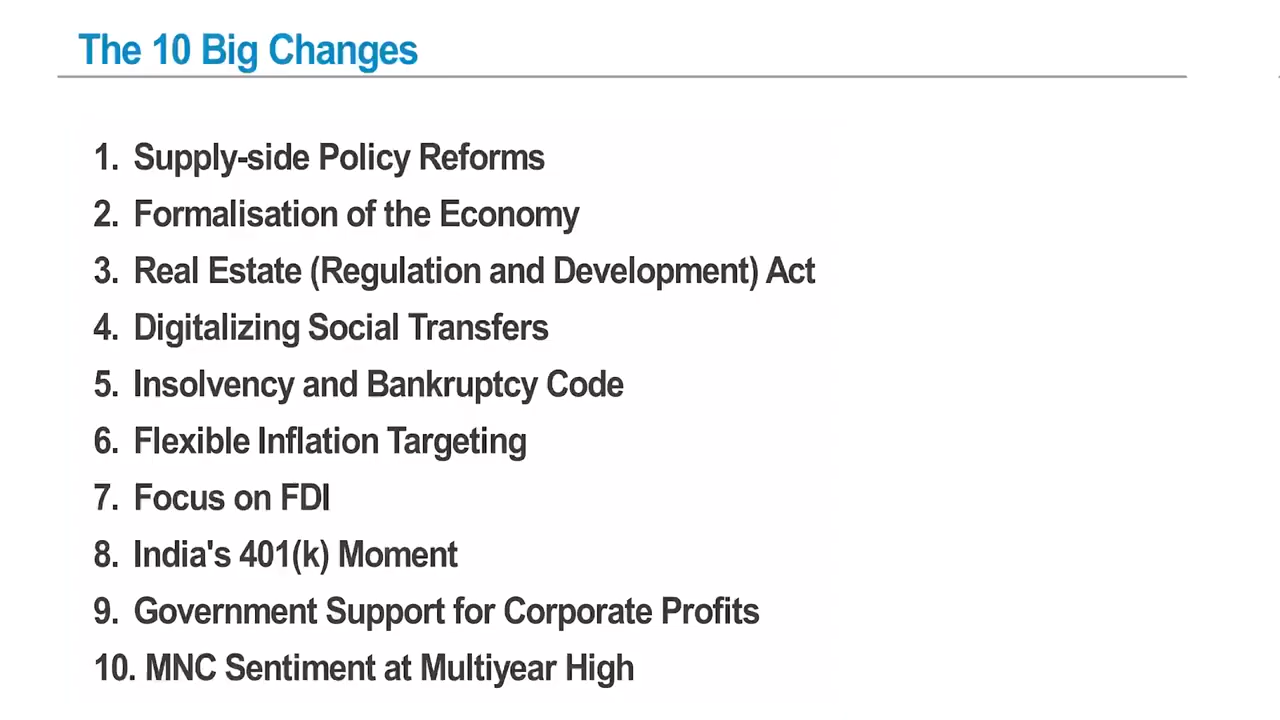 The 10 Big Changes
1. Supply-side Policy Reforms
2. Formalisation of the Economy
3. Real Estate (Regulation and Development) Act
4. Digitalizing Social Transfers
5. Insolvency and Bankruptcy Code
6. Flexible Inflation Targeting
7. Focus on FDI
8. India's 401(k) Moment
9. Government Support for Corporate Profits
10. MNC Sentiment at Multiyear High